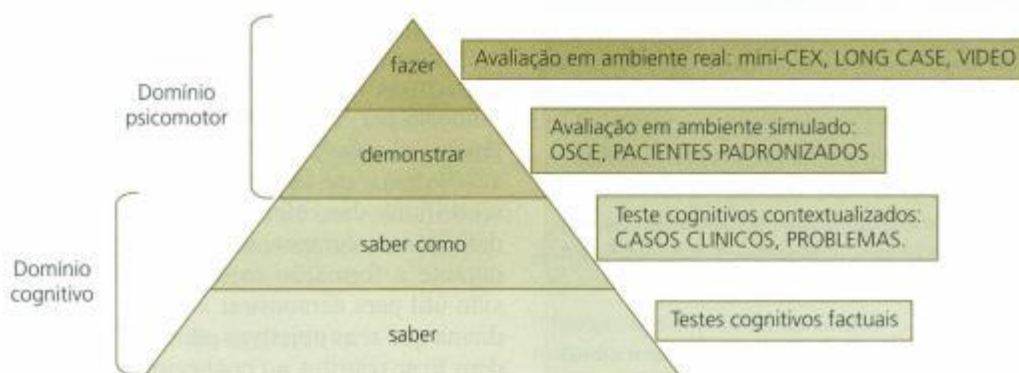 fazer
Avaliação em ambiente real: mini-CEX, LONG CASE, VIDEO
Domínio
psicomotor
demonstrar
Avaliação em ambiente simulado:
OSCE, PACIENTES PADRONIZADOS
saber como
Teste cognitivos contextualizados:
CASOS CLINICOS, PROBLEMAS.
Domínio
cognitivo
saber
Testes cognitivos factuais